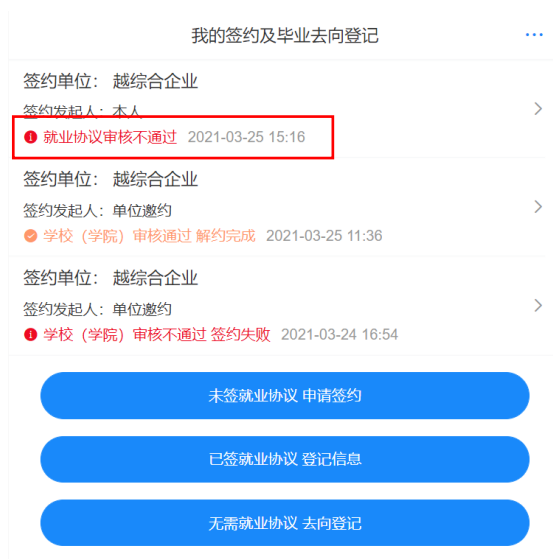 我的签约及毕业去向登记
签约单位： 越综合企业
签约发起人：本人
就业协议审核不通过 2021-03-25 15:16
签约单位： 越综合企业
签约发起人：单位邀约
学校（学院）审核通过 解约完成 2021-03-25 11:36
签约单位： 越综合企业
签约发起人：单位邀约
学校（学院）审核不通过 签约失败 2021-03-24 16:54
未签就业协议 申请签约
已签就业协议 登记信息
无需就业协议 去向登记